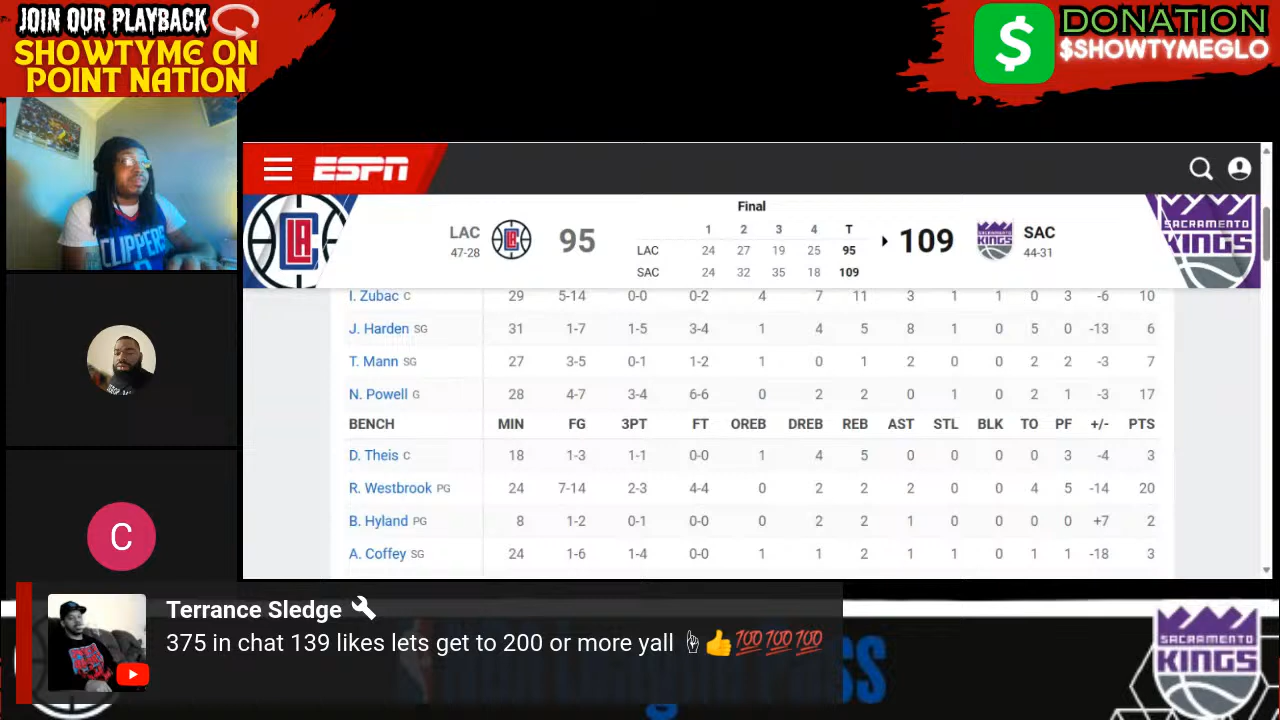 JOIN OUR PLAYBACK
SHOWTYME ON
POINT NATION
DONATION
$SHOWTYMEGLO
ESPN
Final
LAC
47-28
95
1 2 3 4 T
LAC 24 27 19 25 95
SAC 24 32 35 18 109
109
SAC
44-31
SACRAMENTO
KINGS
I. Zubac C 29 5-14 0-0 0-2 4 7 11 3 1 1 0 3 -6 10
J. Harden SG 31 1-7 1-5 3-4 1 4 5 8 1 0 5 0 -13 6
T. Mann SG 27 3-5 0-1 1-2 1 0 1 2 0 0 2 2 -3 7
N. Powell G 28 4-7 3-4 6-6 0 2 2 0 1 0 2 1 -3 17
BENCH MIN FG 3PT FT OREB DREB REB AST STL BLK TO PF +/- PTS
D. Theis C 18 1-3 1-1 0-0 1 4 5 0 0 0 0 3 -4 3
R. Westbrook PG 24 7-14 2-3 4-4 0 2 2 2 0 0 4 5 -14 20
B. Hyland PG 8 1-2 0-1 0-0 0 2 2 1 0 0 0 0 +7 2
A. Coffey SG 24 1-6 1-4 0-0 1 1 2 1 1 0 1 1 -18 3
CLIPPERS
C
Terrance Sledge
375 in chat 139 likes lets get to 200 or more yall ☝👍💯💯💯
SACRAMENTO
KINGS